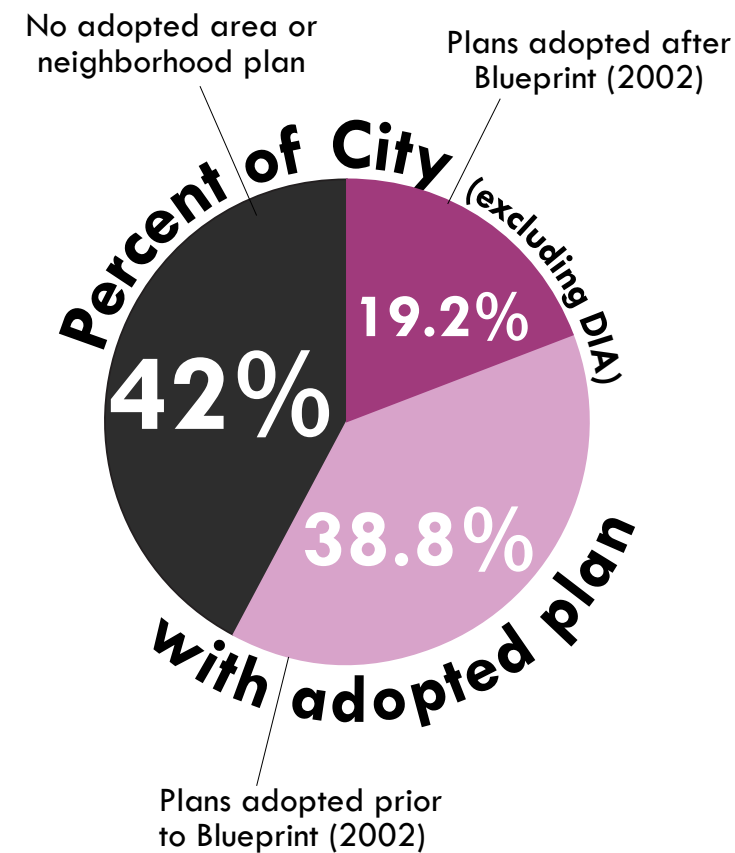 No adopted area or
neighborhood plan
Plans adopted after
Blueprint (2002)
Percent of City (excluding DIA)
19.2%
42%
38.8%
with adopted plan
Plans adopted prior
to Blueprint (2002)